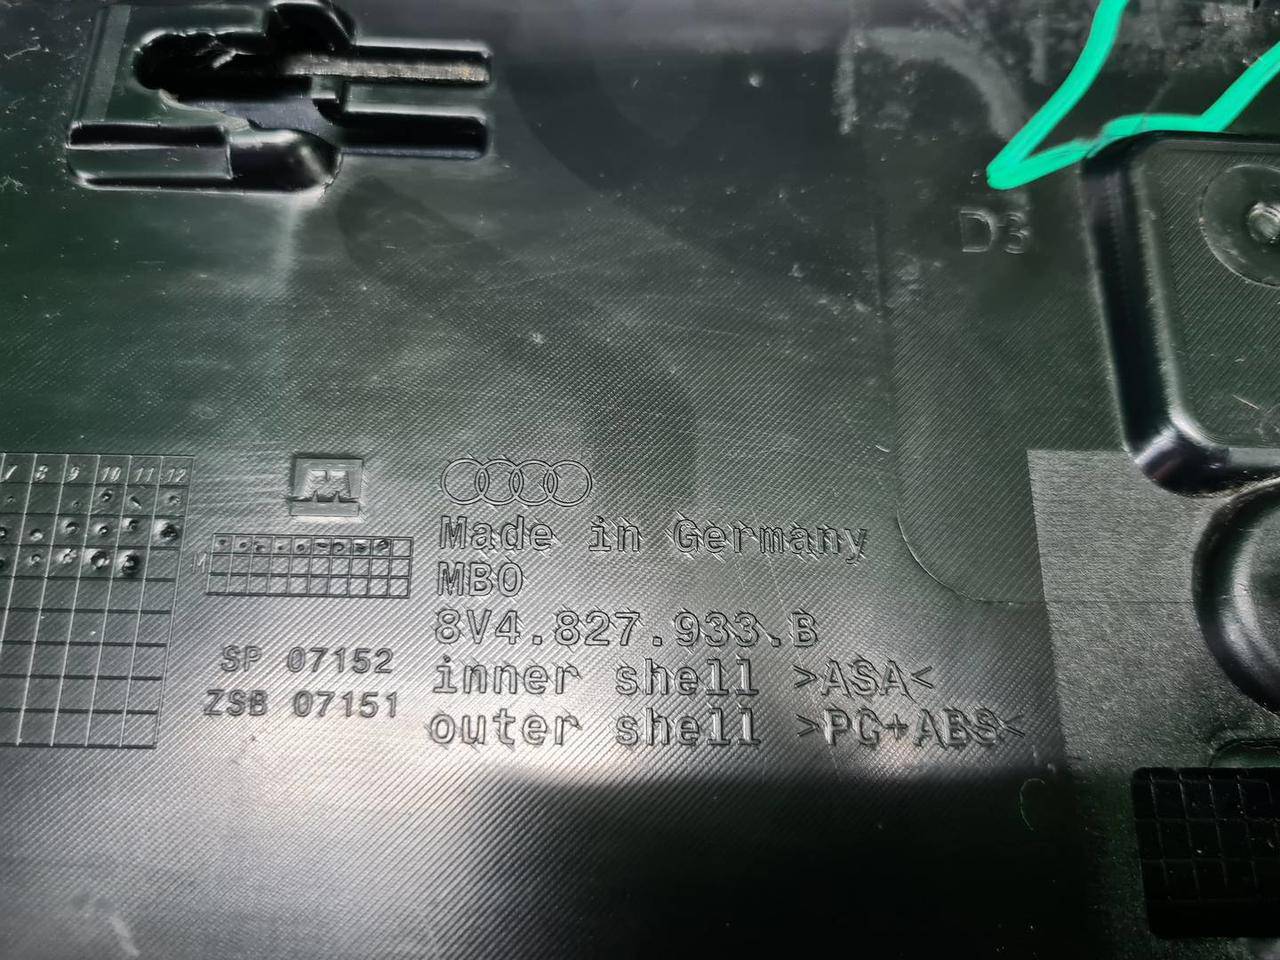 D3
7 8 9 10 11 12
Made in Germany
MBO
8V4.827.933.B
SP 07152
inner shell >ASA<
ZSB 07151
outer shell >PC+ABS<